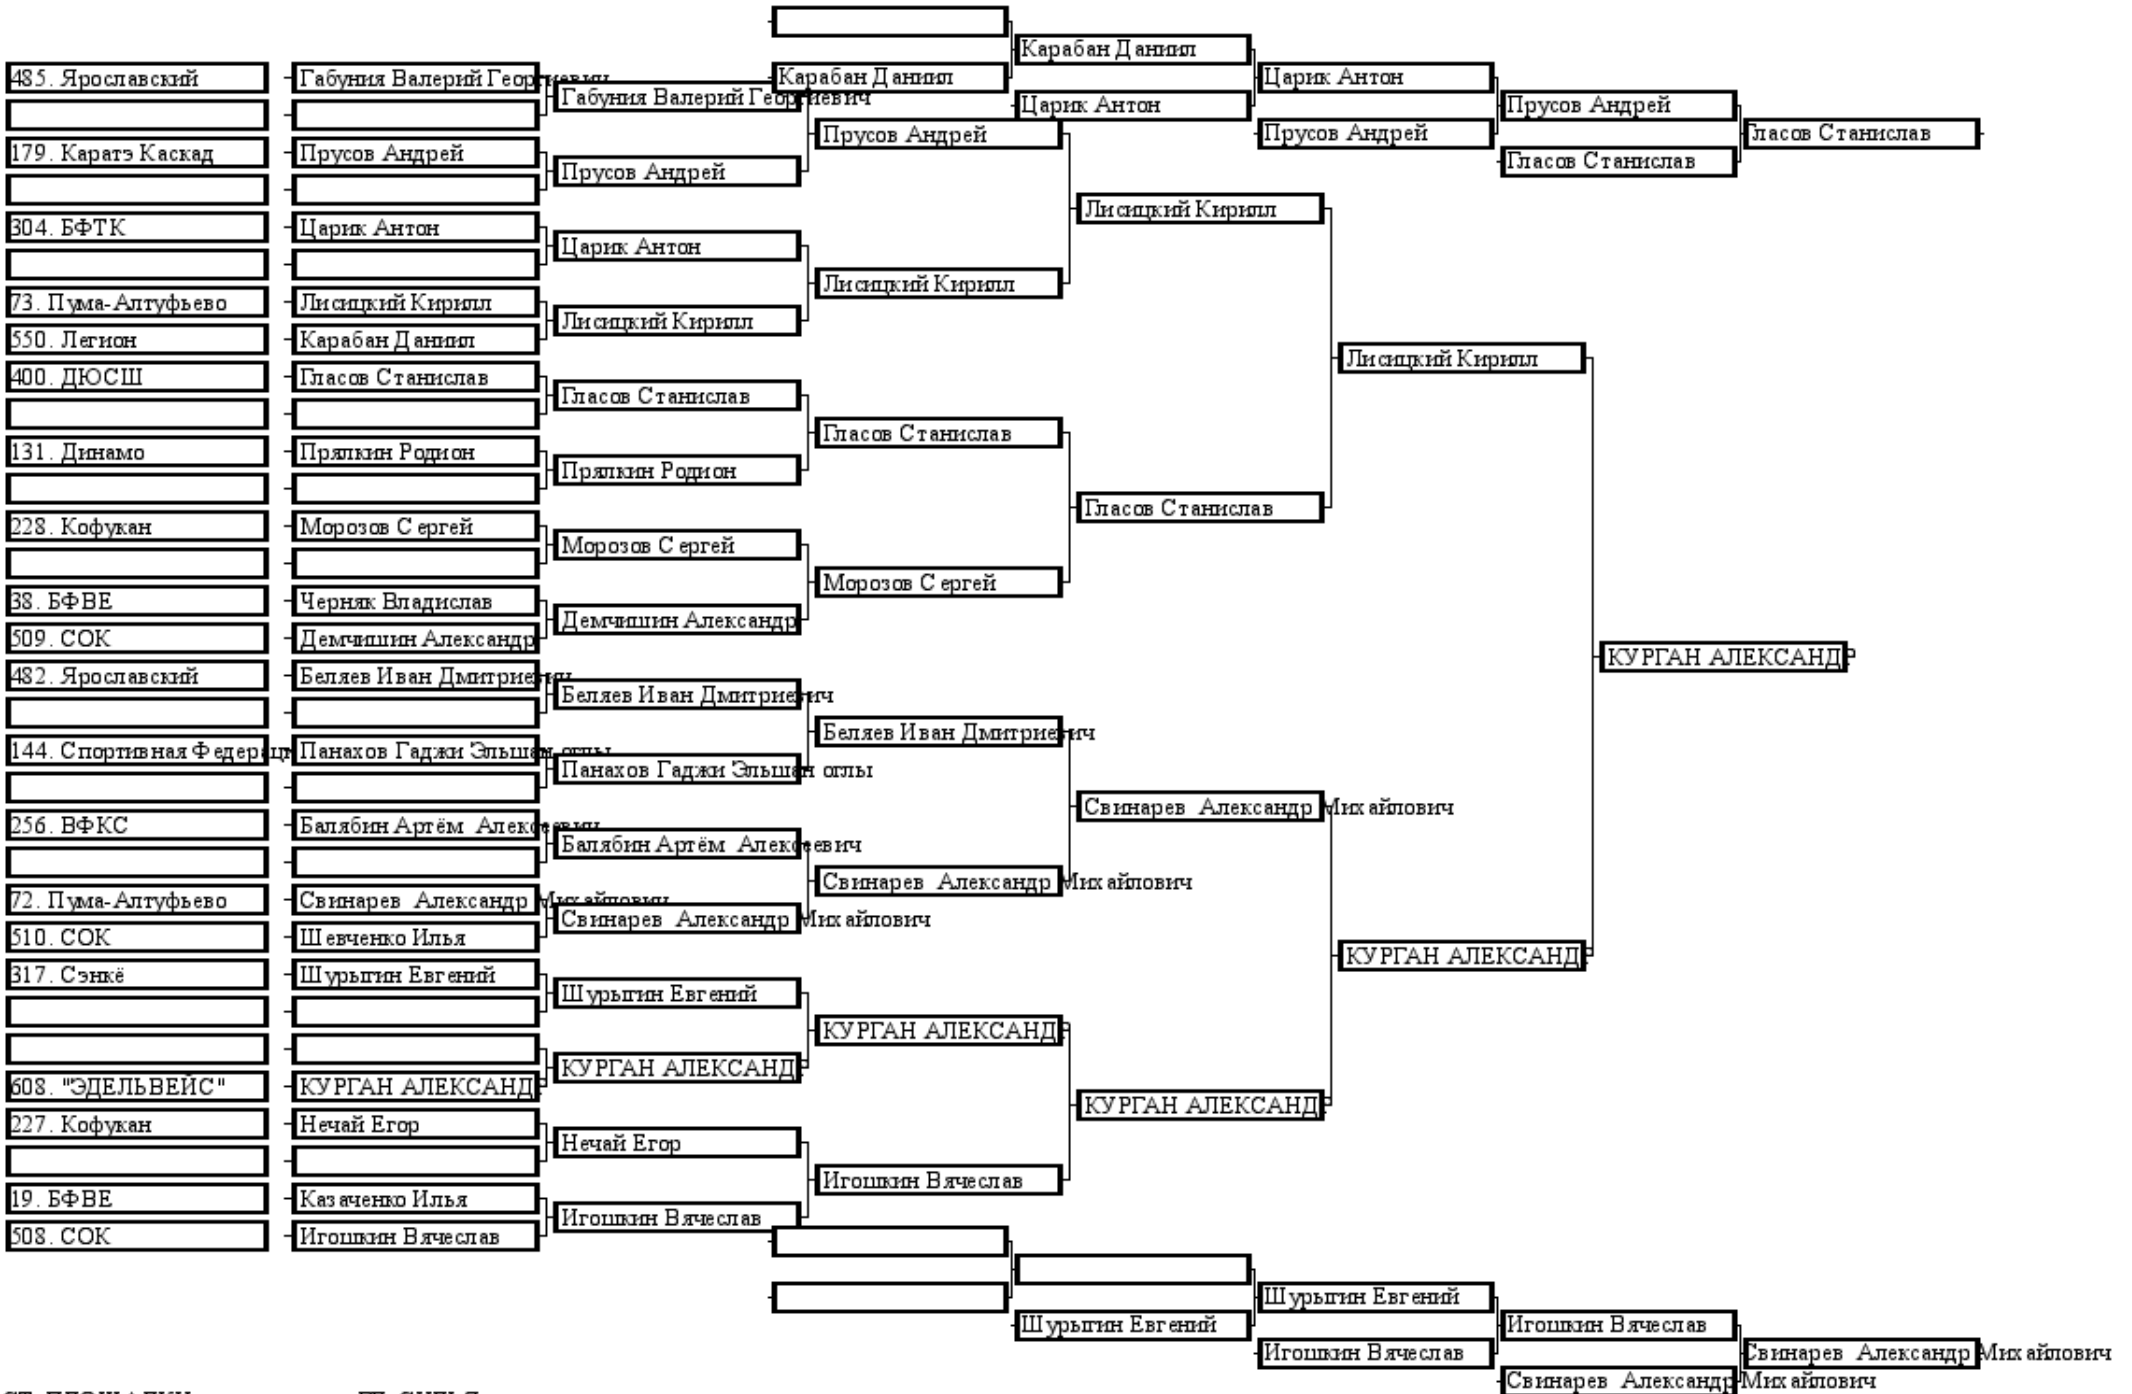 Карабан Даниил
485. Ярославский Габуния Валерий Георгиевич Карабан Даниил Царик Антон
Габуния Валерий Георгиевич Царик Антон Прусов Андрей
179. Каратэ Каскад Прусов Андрей Прусов Андрей Прусов Андрей Гласов Станислав
Прусов Андрей Гласов Станислав
304. БФТК Царик Антон Лисицкий Кирилл
Царик Антон
73. Пума-Алтуфьево Лисицкий Кирилл Лисицкий Кирилл
Лисицкий Кирилл
550. Легион Карабан Даниил Лисицкий Кирилл
400. ДЮСШ Гласов Станислав
Гласов Станислав
Гласов Станислав
131. Динамо Прялкин Родион
Прялкин Родион
228. Кофукан Морозов Сергей Гласов Станислав
Морозов Сергей
Морозов Сергей
38. БФВЕ Черняк Владислав
Демчишин Александр
509. СОК Демчишин Александр
КУРГАН АЛЕКСАНДР
482. Ярославский Беляев Иван Дмитриевич
Беляев Иван Дмитриевич
Беляев Иван Дмитриевич
144. Спортивная Панахов Гаджи Эльшан оглы
Панахов Гаджи Эльшан оглы
256. ВФКС Балябин Артём Алексеевич Свинарев Александр Михайлович
Балябин Артём Алексеевич
Свинарев Александр Михайлович
72. Пума-Алтуфьево Свинарев Александр Михайлович
Свинарев Александр Михайлович
510. СОК Шевченко Илья
КУРГАН АЛЕКСАНД
317. Сэнкё Шурыгин Евгений
Шурыгин Евгений
КУРГАН АЛЕКСАНД
КУРГАН АЛЕКСАНД
608. "ЭДЕЛЬВЕЙС" КУРГАН АЛЕКСАНД
КУРГАН АЛЕКСАНД
227. Кофукан Нечай Егор
Нечай Егор
Игошкин Вячеслав
19. БФВЕ Казаченко Илья
Игошкин Вячеслав
508. СОК Игошкин Вячеслав
Шурыгин Евгений
Шурыгин Евгений Игошкин Вячеслав
Игошкин Вячеслав Свинарев Александр Михайлович
Свинарев Александр Михайлович